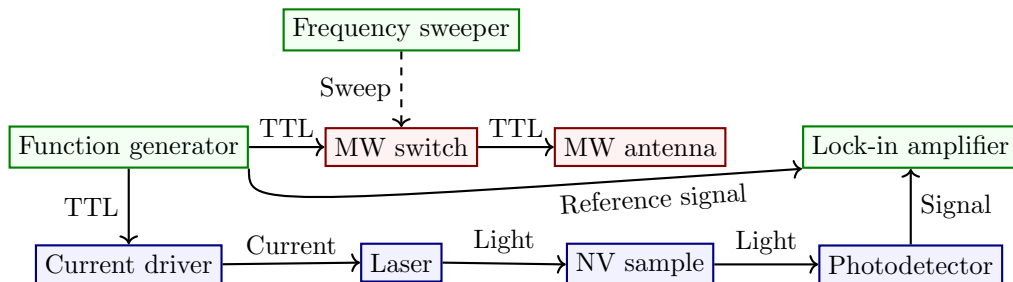 Frequency sweeper
Sweep
Function generator
TTL
MW switch
TTL
MW antenna
Lock-in amplifier
Reference signal
TTL
Signal
Current driver
Current
Laser
Light
NV sample
Light
Photodetector